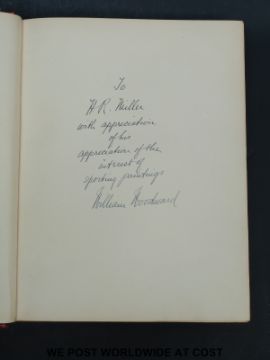 To
H.R. Miller
with appreciation
of his
appreciation of the
interest of
sporting paintings
William Woodward
WE POST WORLDWIDE AT COST